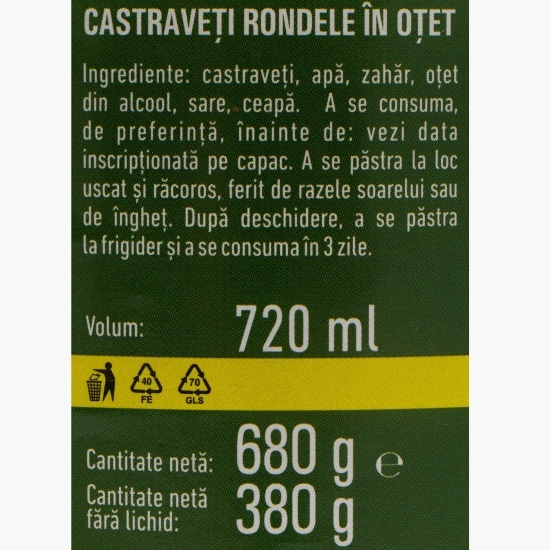 CASTRAVEȚI RONDELE ÎN OȚET
Ingrediente: castraveți, apă, zahăr, oțet
din alcool, sare, ceapă. A se consuma,
de preferință, înainte de: vezi data
inscripționată pe capac. A se păstra la loc
uscat și răcoros, ferit de razele soarelui sau
de îngheț. După deschidere, a se păstra
la frigider și a se consuma în 3 zile.
Volum: 720 ml
40 70
FE GLS
Cantitate netă: 680 g ℮
Cantitate netă
fără lichid: 380 g